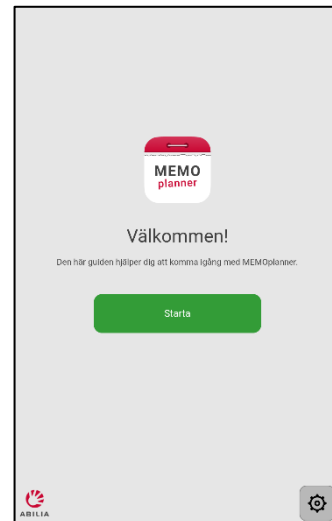 MEMO
planner
Välkommen!
Den här guiden hjälper dig att komma igång med MEMOplanner.
Starta
ABILIA